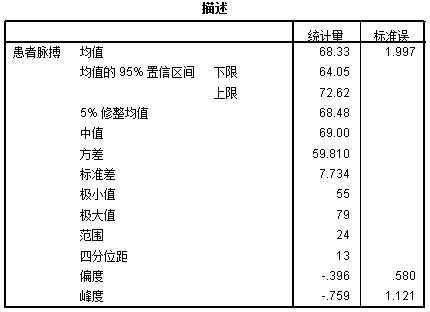 描述
统计量 标准误
患者脉搏 均值 68.33 1.997
均值的 95% 置信区间 下限 64.05
上限 72.62
5% 修整均值 68.48
中值 69.00
方差 59.810
标准差 7.734
极小值 55
极大值 79
范围 24
四分位距 13
偏度 -.396 .580
峰度 -.759 1.121